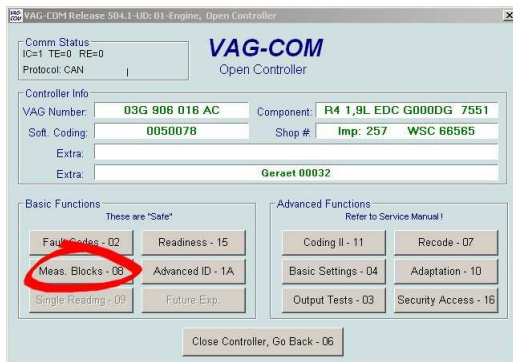 VAG-COM Release 504.1-UD: 01-Engine, Open Controller
Comm Status
IC=1 TE=0 RE=0
Protocol: CAN
VAG-COM
Open Controller
Controller Info
VAG Number: 03G 906 016 AC Component: R4 1,9L EDC G000DG 7551
Soft. Coding: 0050078 Shop #: Imp: 257 WSC 66565
Extra:
Extra: Geraet 00032
Basic Functions
These are "Safe"
Fault Codes - 02 Readiness - 15
Meas. Blocks - 08 Advanced ID - 1A
Single Reading - 09 Future Exp.
Advanced Functions
Refer to Service Manual!
Coding II - 11 Recode - 07
Basic Settings - 04 Adaptation - 10
Output Tests - 03 Security Access - 16
Close Controller, Go Back - 06